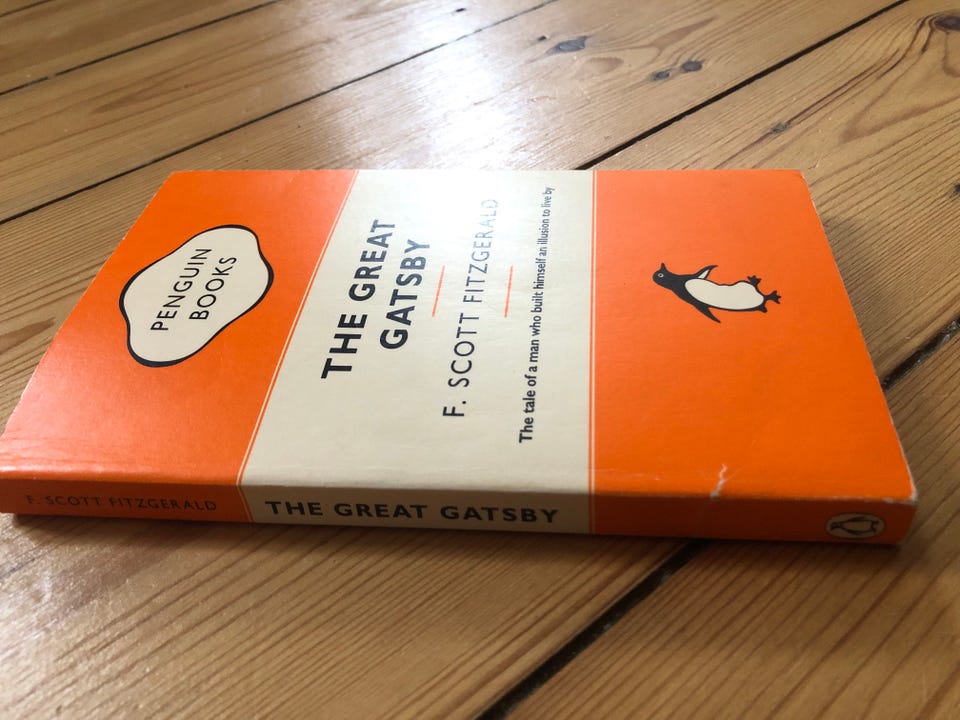 PENGUIN
BOOKS
THE GREAT
GATSBY
F. SCOTT FITZGERALD
The tale of a man who built himself an illusion to live by
F. SCOTT FITZGERALD
THE GREAT GATSBY